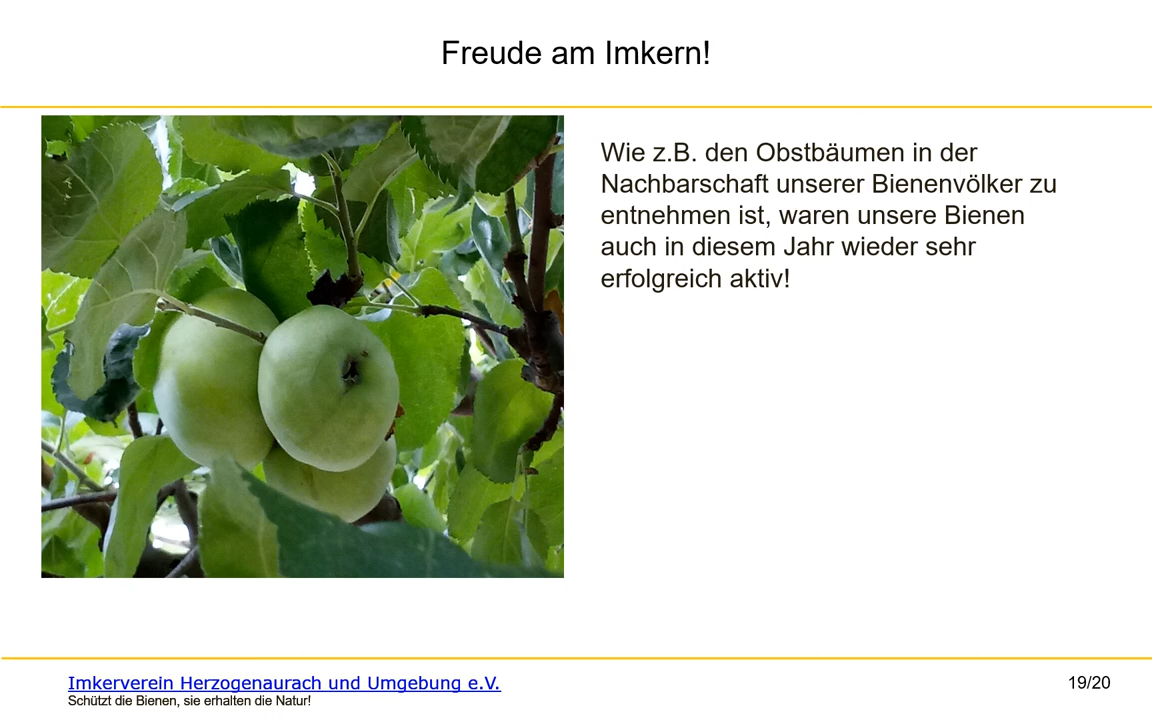 Freude am Imkern!
Wie z.B. den Obstbäumen in der
Nachbarschaft unserer Bienenvölker zu
entnehmen ist, waren unsere Bienen
auch in diesem Jahr wieder sehr
erfolgreich aktiv!
Imkerverein Herzogenaurach und Umgebung e.V.
Schützt die Bienen, sie erhalten die Natur!
19/20